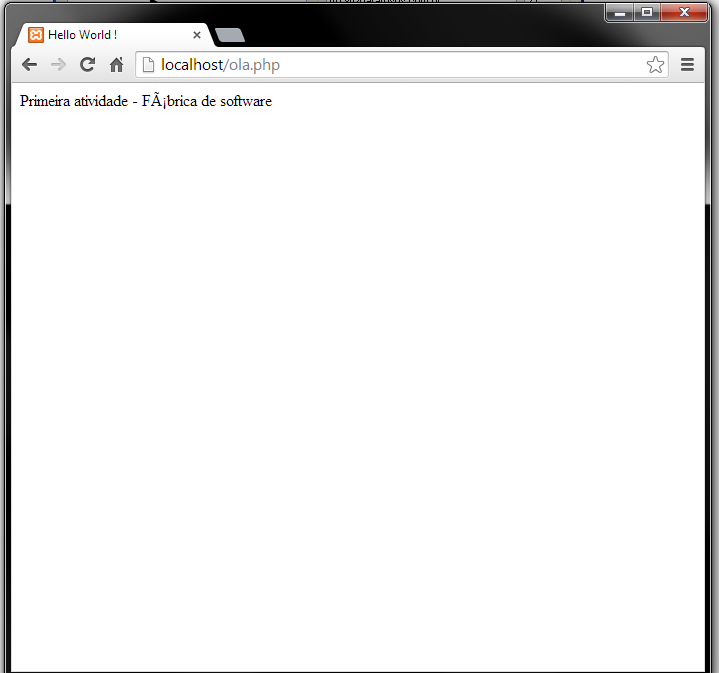 Hello World !
localhost/ola.php
Primeira atividade - FÃ¡brica de software